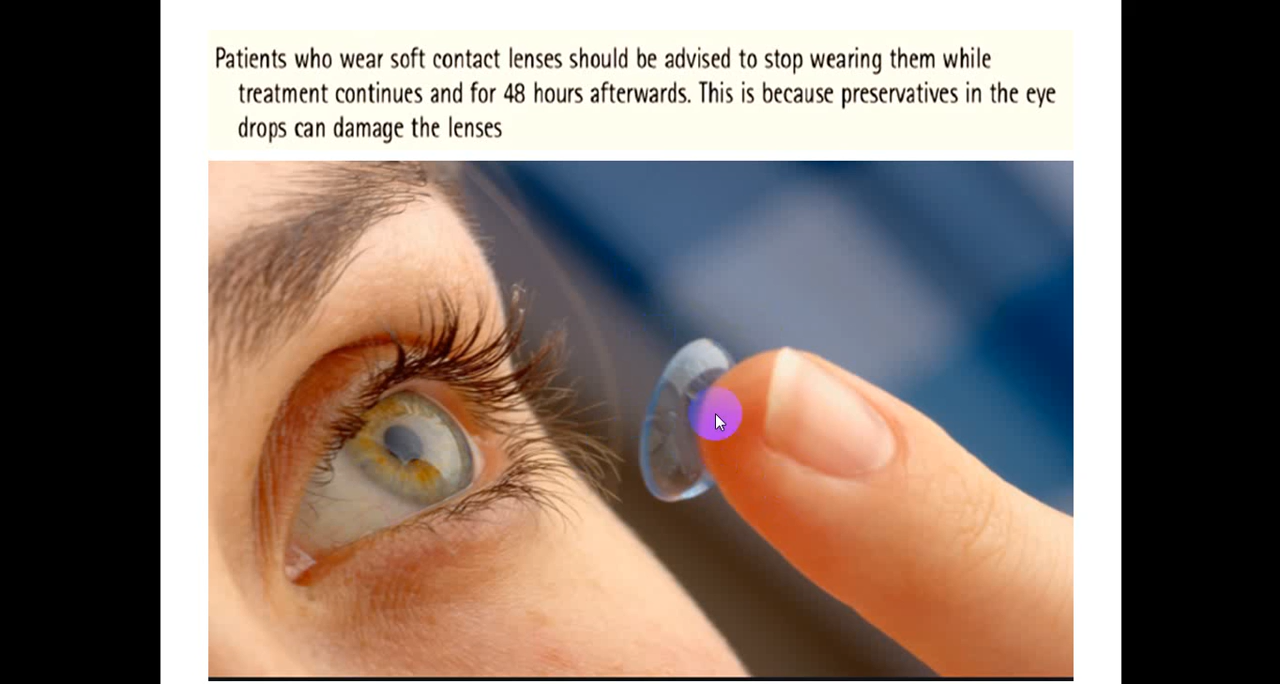 Patients who wear soft contact lenses should be advised to stop wearing them while
treatment continues and for 48 hours afterwards. This is because preservatives in the eye
drops can damage the lenses